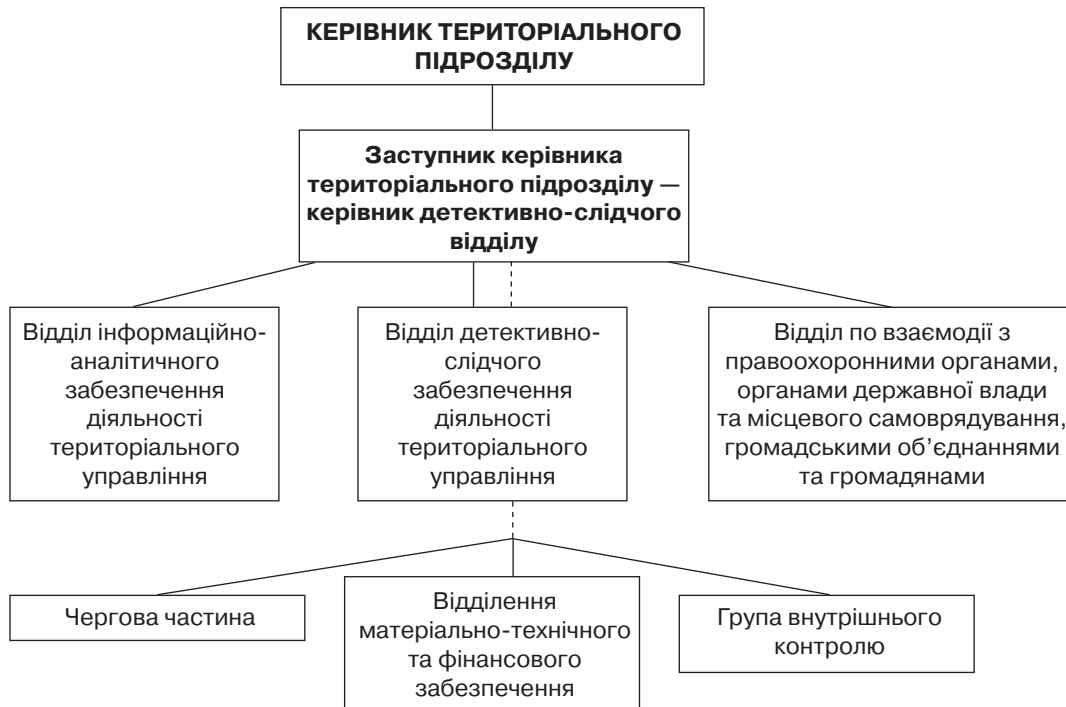 КЕРІВНИК ТЕРИТОРІАЛЬНОГО
ПІДРОЗДІЛУ
Заступник керівника
територіального підрозділу —
керівник детективно-слідчого
відділу
Відділ інформаційно-
аналітичного
забезпечення
діяльності
територіального
управління
Відділ детективно-
слідчого
забезпечення
діяльності
територіального
управління
Відділ по взаємодії з
правоохоронними органами,
органами державної влади
та місцевого самоврядування,
громадськими об’єднаннями
та громадянами
Чергова частина
Відділення
матеріально-технічного
та фінансового
забезпечення
Група внутрішнього
контролю